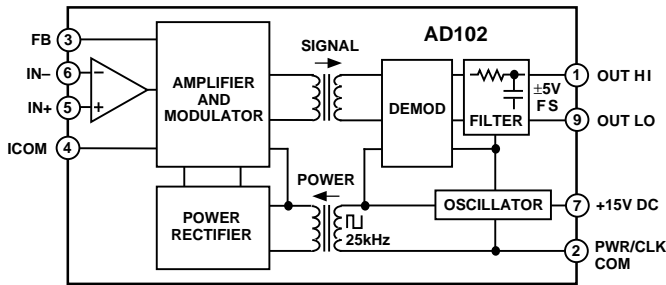 AD102
FB 3
IN– 6
IN+ 5
ICOM 4
–
+
AMPLIFIER
AND
MODULATOR
SIGNAL
DEMOD
±5V
FS
FILTER
1 OUT HI
9 OUT LO
POWER
RECTIFIER
POWER
25kHz
OSCILLATOR
7 +15V DC
2 PWR/CLK
COM